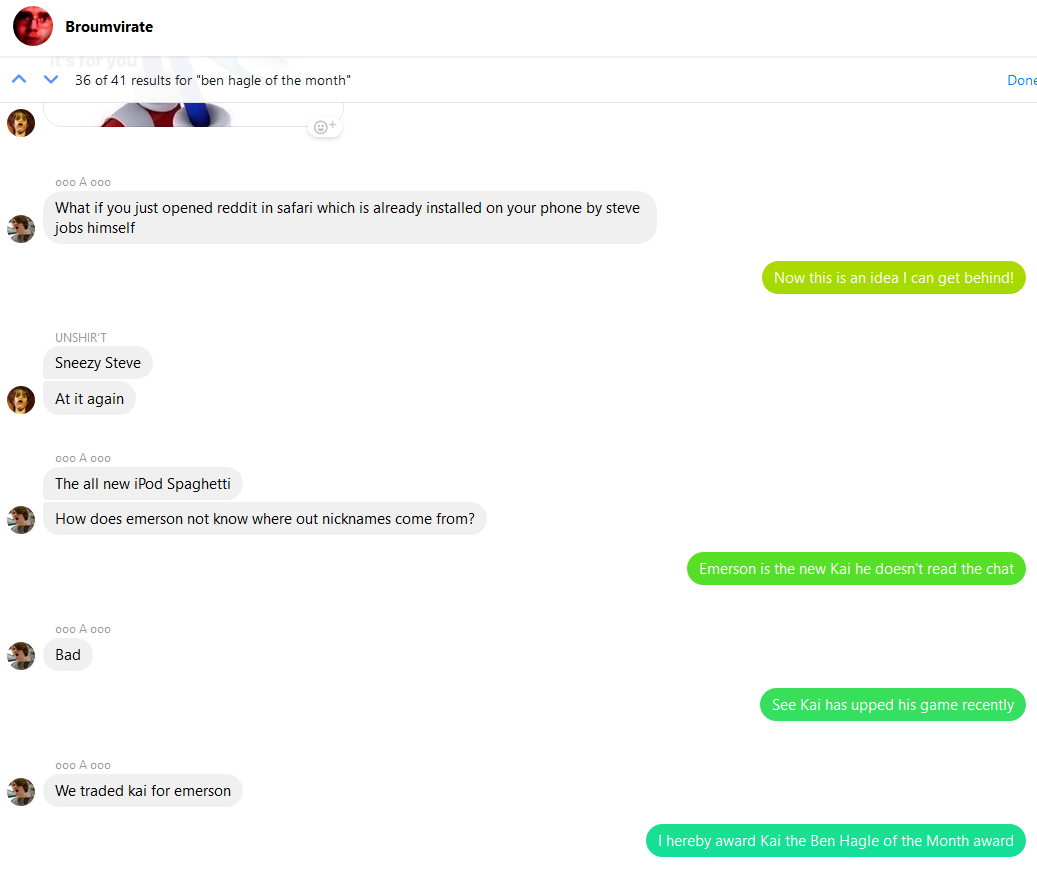 Broumvirate
It's for you
36 of 41 results for "ben hagle of the month"
Done
ooo A ooo
What if you just opened reddit in safari which is already installed on your phone by steve
jobs himself
Now this is an idea I can get behind!
UNSHIR'T
Sneezy Steve
At it again
ooo A ooo
The all new iPod Spaghetti
How does emerson not know where out nicknames come from?
Emerson is the new Kai he doesn't read the chat
ooo A ooo
Bad
See Kai has upped his game recently
ooo A ooo
We traded kai for emerson
I hereby award Kai the Ben Hagle of the Month award